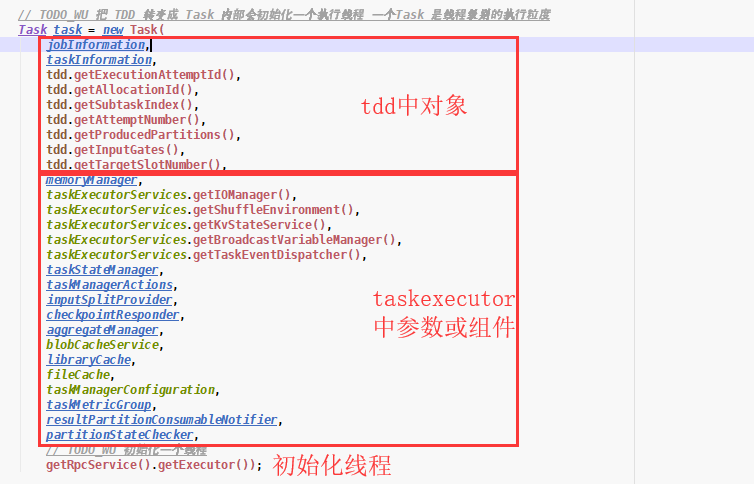 // TODO_WU 把 TDD 转变成 Task 内部会初始化一个执行线程 一个Task 是线程级别的执行粒度
Task task = new Task(
jobInformation,
taskInformation,
tdd.getExecutionAttemptId(),
tdd.getAllocationId(),
tdd.getSubtaskIndex(),
tdd.getAttemptNumber(),
tdd.getProducedPartitions(),
tdd.getInputGates(),
tdd.getTargetSlotNumber(),
tdd中对象
memoryManager,
taskExecutorServices.getIOManager(),
taskExecutorServices.getShuffleEnvironment(),
taskExecutorServices.getKvStateService(),
taskExecutorServices.getBroadcastVariableManager(),
taskExecutorServices.getTaskEventDispatcher(),
taskStateManager,
taskManagerActions,
inputSplitProvider,
checkpointResponder,
aggregateManager,
blobCacheService,
libraryCache,
fileCache,
taskManagerConfiguration,
taskMetricGroup,
resultPartitionConsumableNotifier,
partitionStateChecker,
taskexecutor
中参数或组件
// TODO_WU 初始化一个线程
getRpcService().getExecutor());
初始化线程